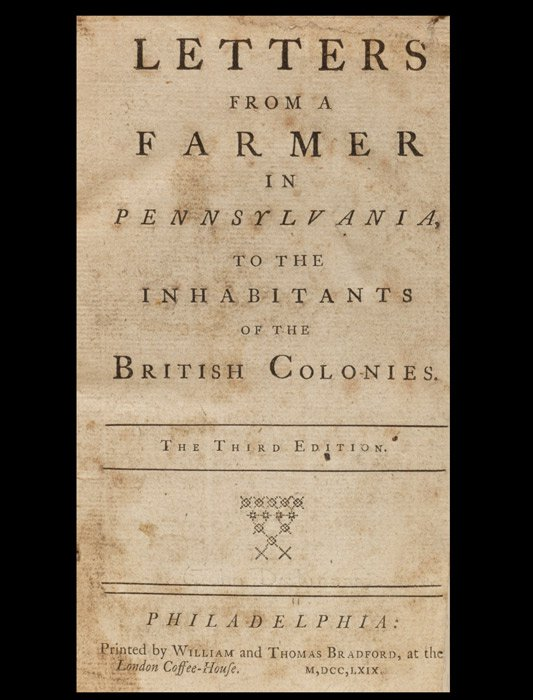 LETTERS
FROM A
FARMER
IN
PENNSYLVANIA,
TO THE
INHABITANTS
OF THE
BRITISH COLONIES.
THE THIRD EDITION.
PHILADELPHIA:
Printed by WILLIAM and THOMAS BRADFORD, at the
London Coffee-Houſe. M,DCC,LXIX.